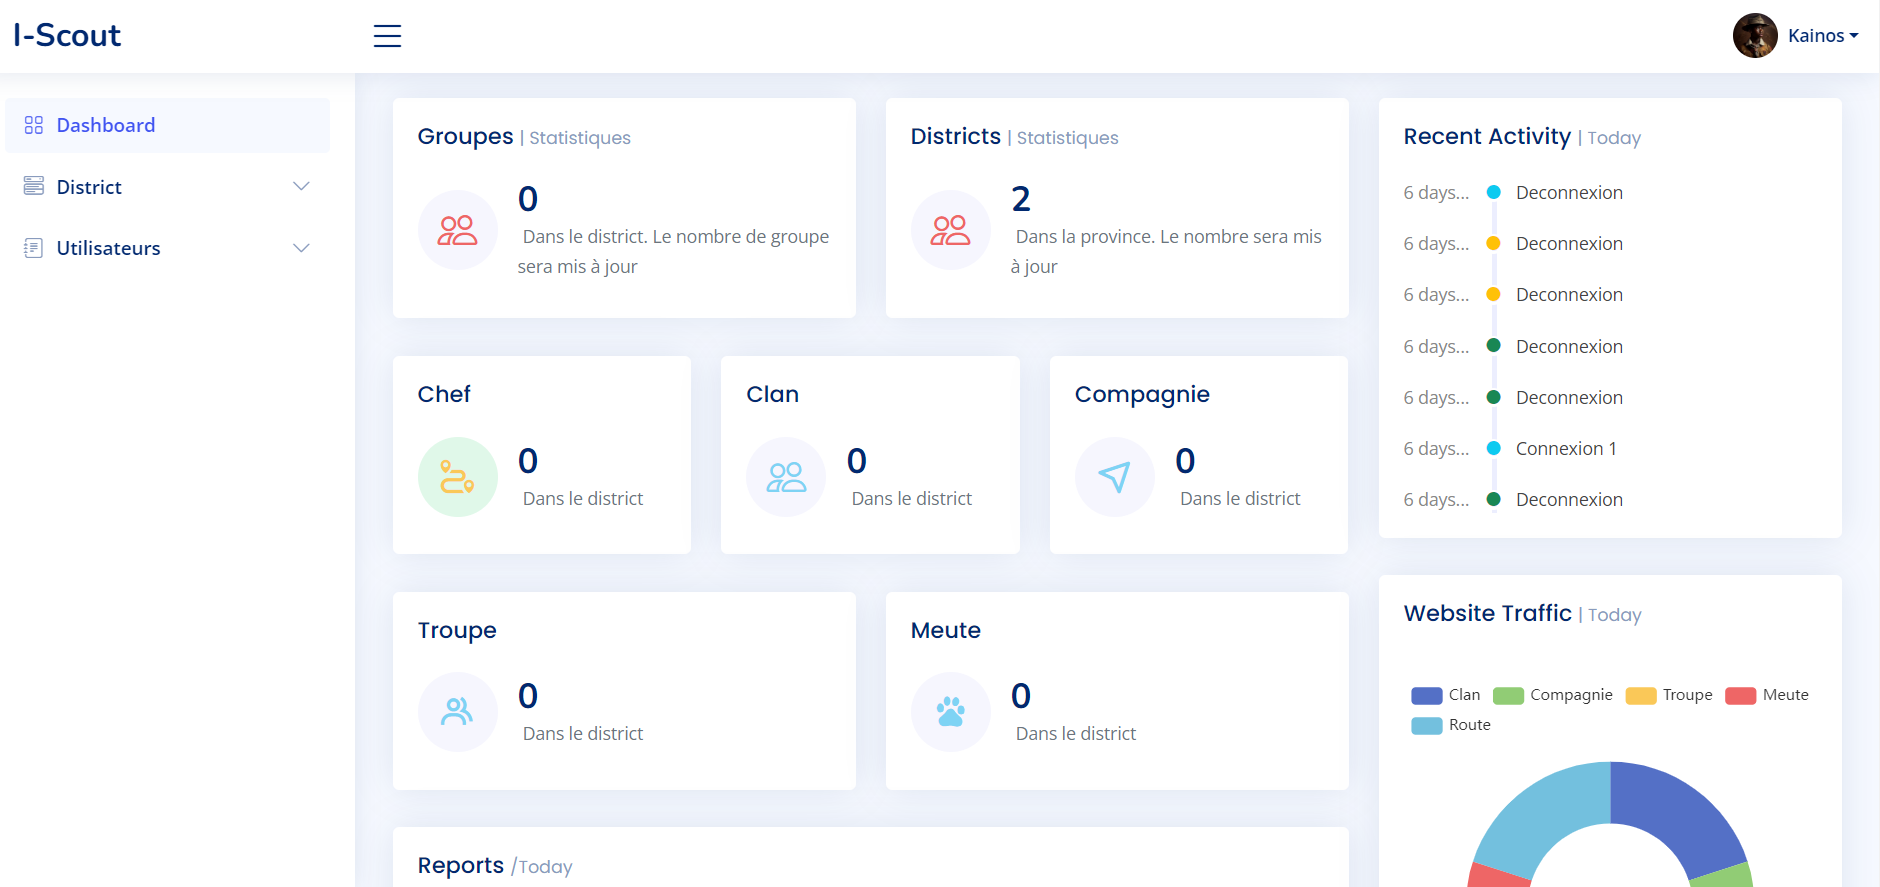 I-Scout
Kainos
Dashboard
District
Utilisateurs
Groupes | Statistiques
0
Dans le district. Le nombre de groupe
sera mis à jour
Districts | Statistiques
2
Dans la province. Le nombre sera mis
à jour
Chef
0
Dans le district
Clan
0
Dans le district
Compagnie
0
Dans le district
Troupe
0
Dans le district
Meute
0
Dans le district
Reports /Today
Recent Activity | Today
6 days... Deconnexion
6 days... Deconnexion
6 days... Deconnexion
6 days... Deconnexion
6 days... Deconnexion
6 days... Connexion 1
6 days... Deconnexion
Website Traffic | Today
Clan Compagnie Troupe Meute
Route